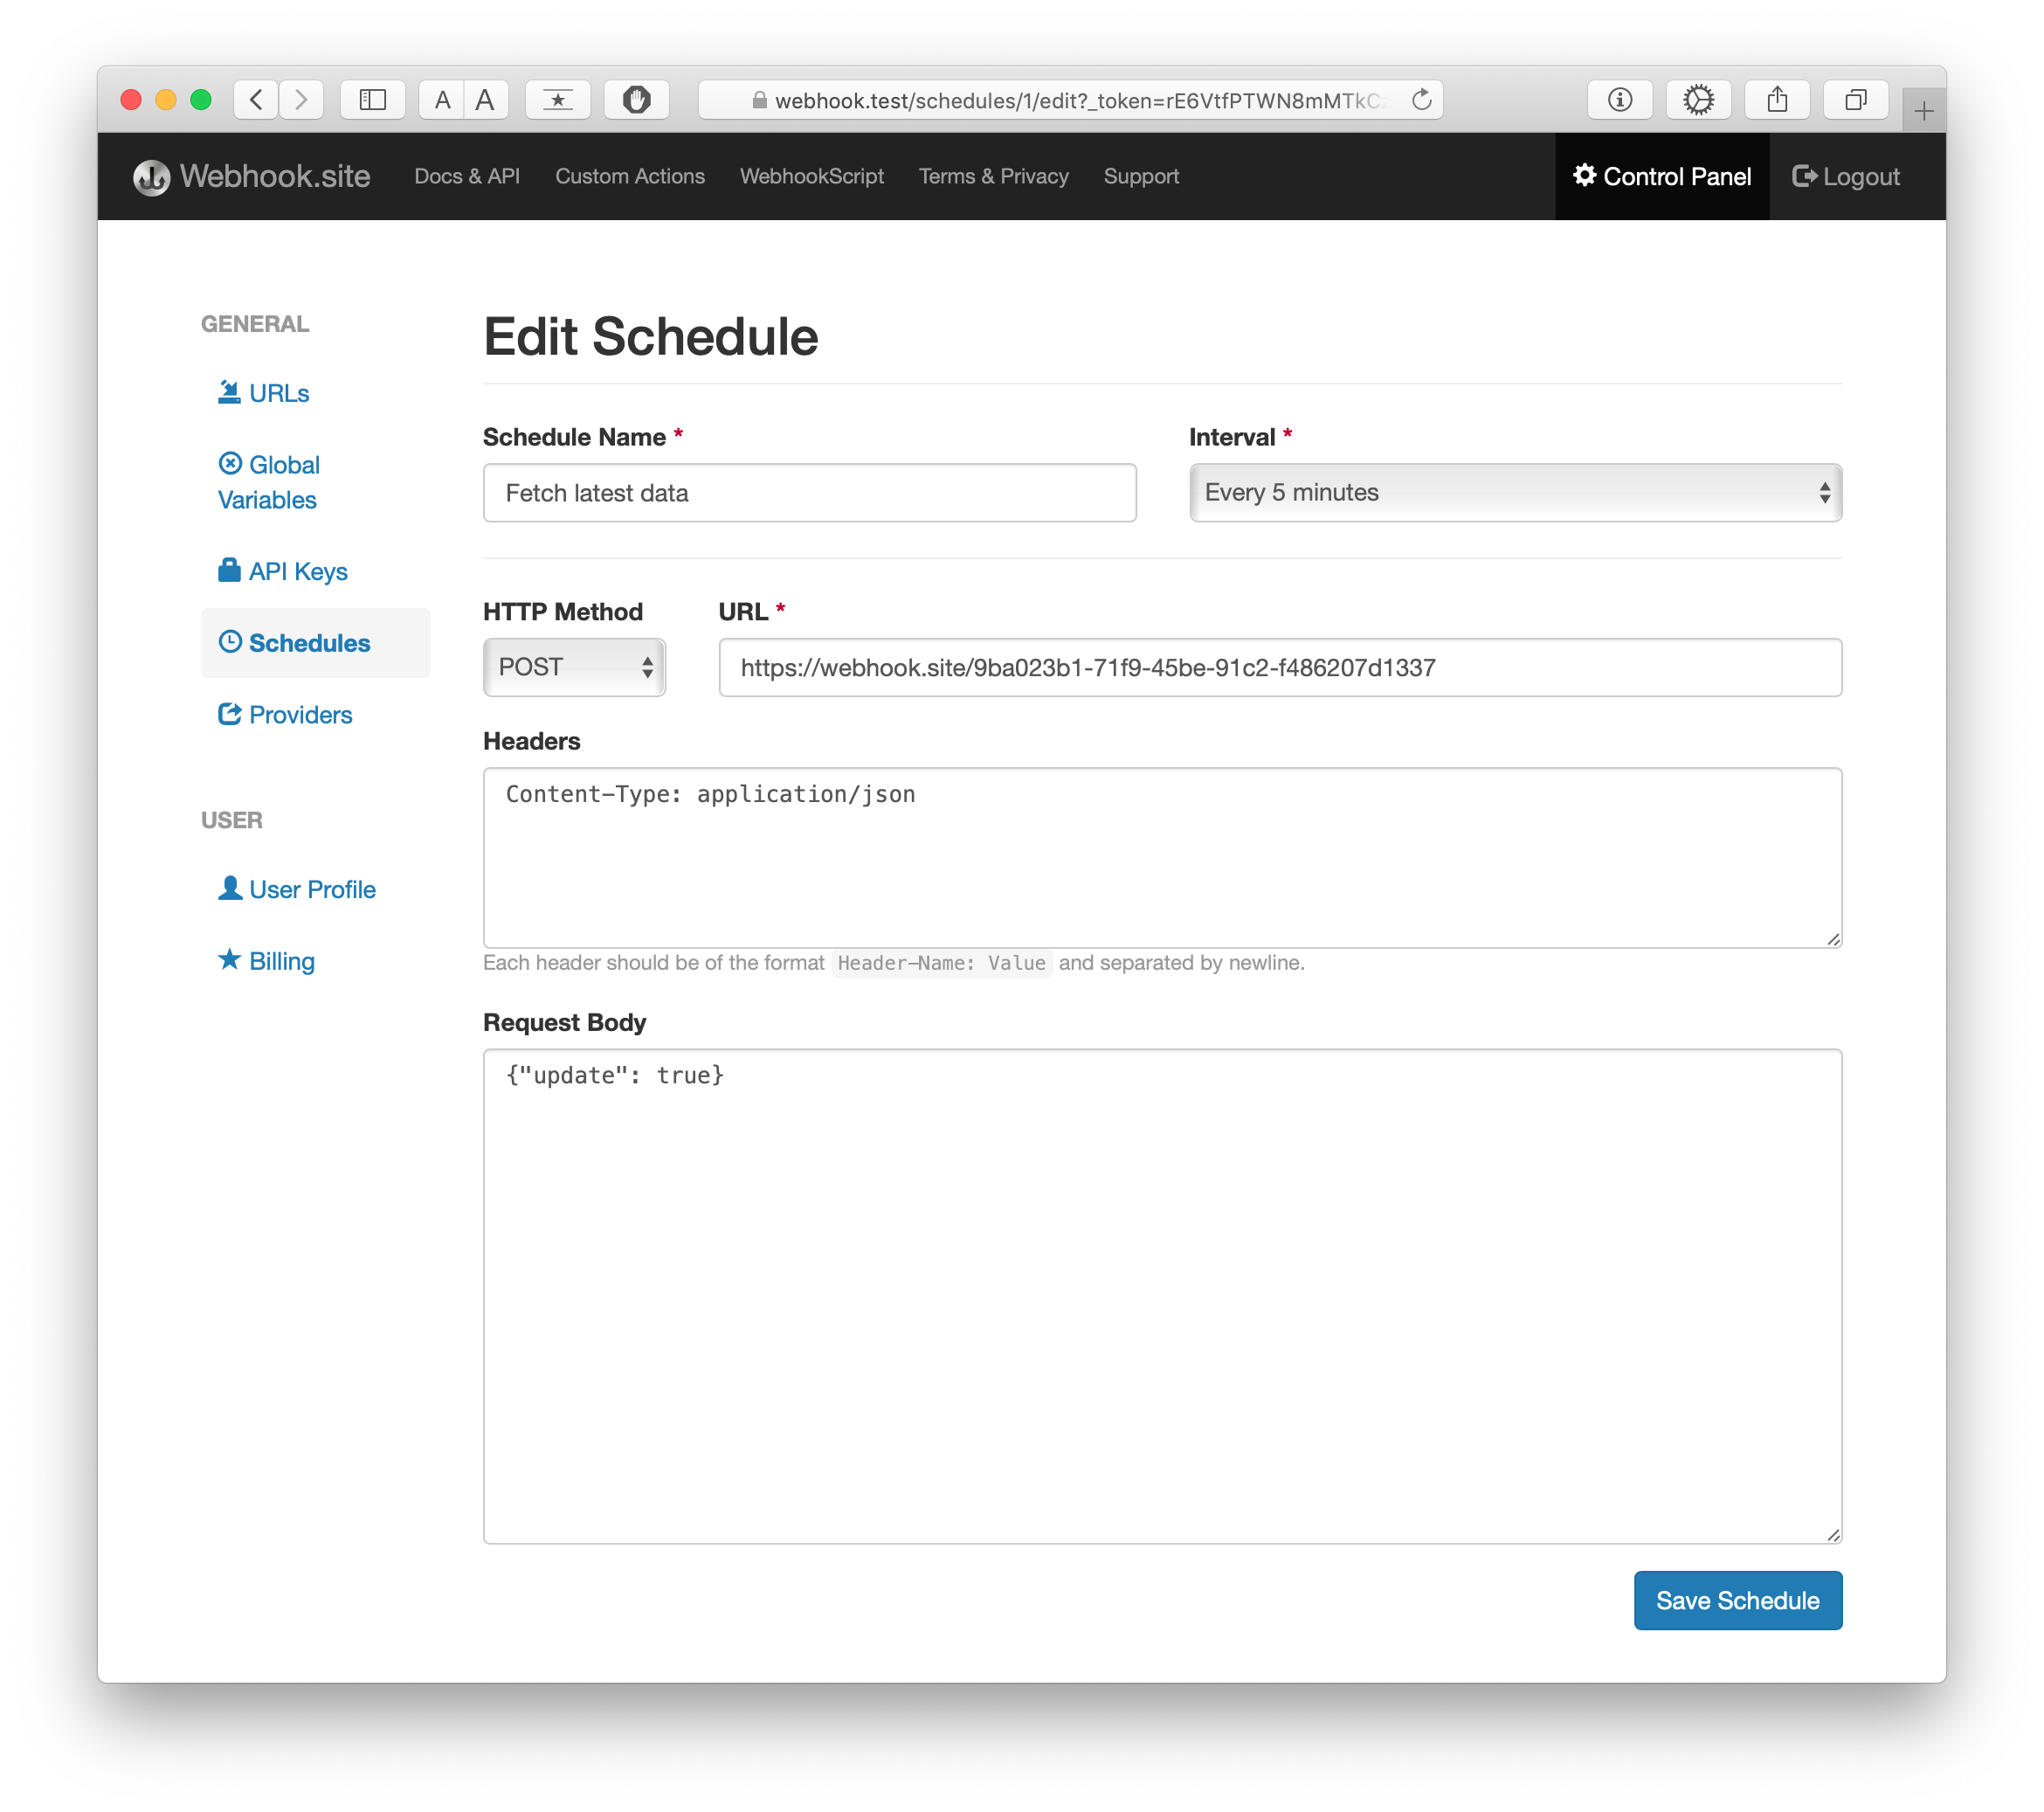 A A
webhook.test/schedules/1/edit?_token=rE6VtfPTWN8mMTkC
Webhook.site Docs & API Custom Actions WebhookScript Terms & Privacy Support Control Panel Logout
GENERAL
URLs
Global
Variables
API Keys
Schedules
Providers
USER
User Profile
Billing
Edit Schedule
Schedule Name * Interval *
Fetch latest data Every 5 minutes
HTTP Method URL *
POST https://webhook.site/9ba023b1-71f9-45be-91c2-f486207d1337
Headers
Content-Type: application/json
Each header should be of the format Header-Name: Value and separated by newline.
Request Body
{"update": true}
Save Schedule